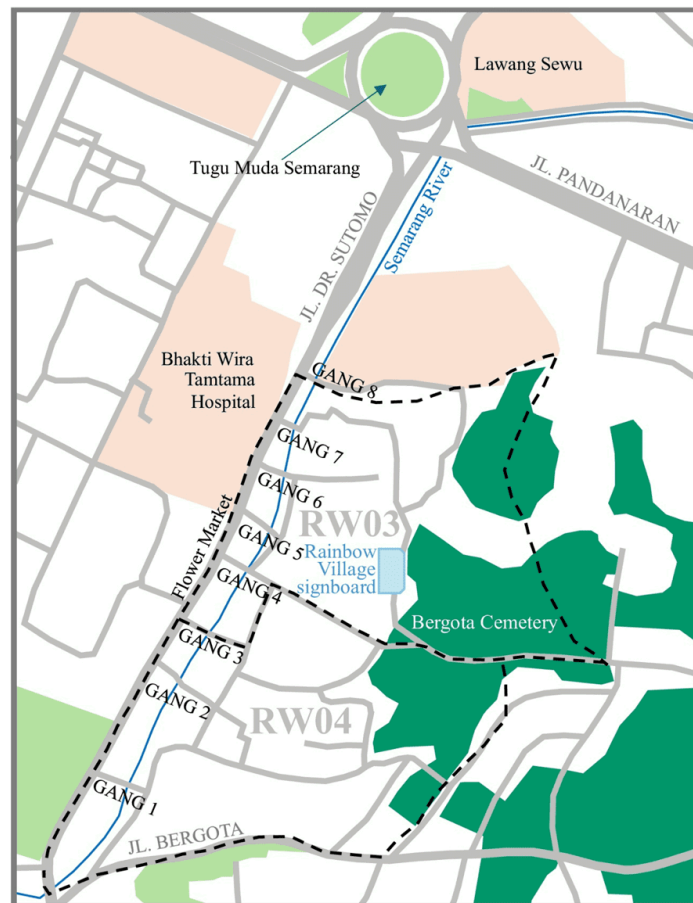 Lawang Sewu
Tugu Muda Semarang
JL. PANDANARAN
JL. DR. SUTOMO
Semarang River
Bhakti Wira
Tamtama
Hospital
GANG 8
GANG 7
Flower Market
GANG 6
RW03
GANG 5
Rainbow
Village
signboard
GANG 4
Bergota Cemetery
GANG 3
GANG 2
RW04
GANG 1
JL. BERGOTA